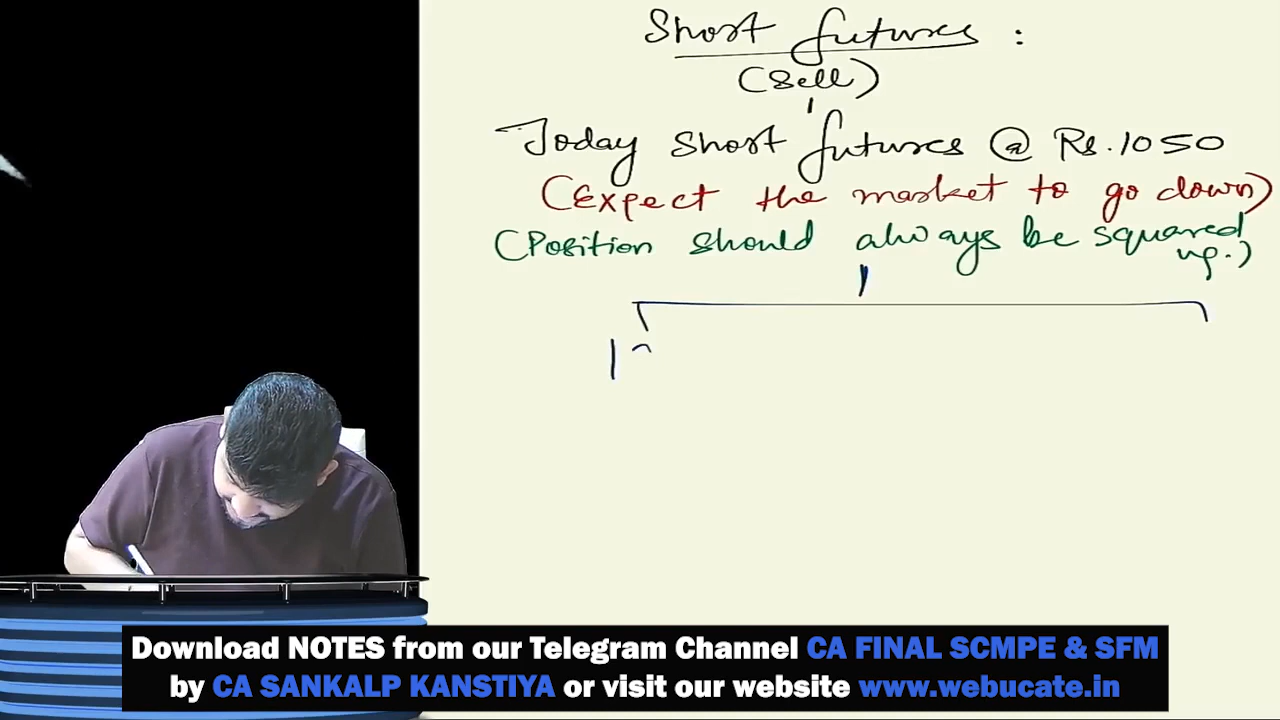 Short futures :
(Sell)
Today Short futures @ Rs.1050
(Expect the market to go down)
(Position should always be squared
up.)
Download NOTES from our Telegram Channel CA FINAL SCMPE & SFM
by CA SANKALP KANSTIYA or visit our website www.webucate.in